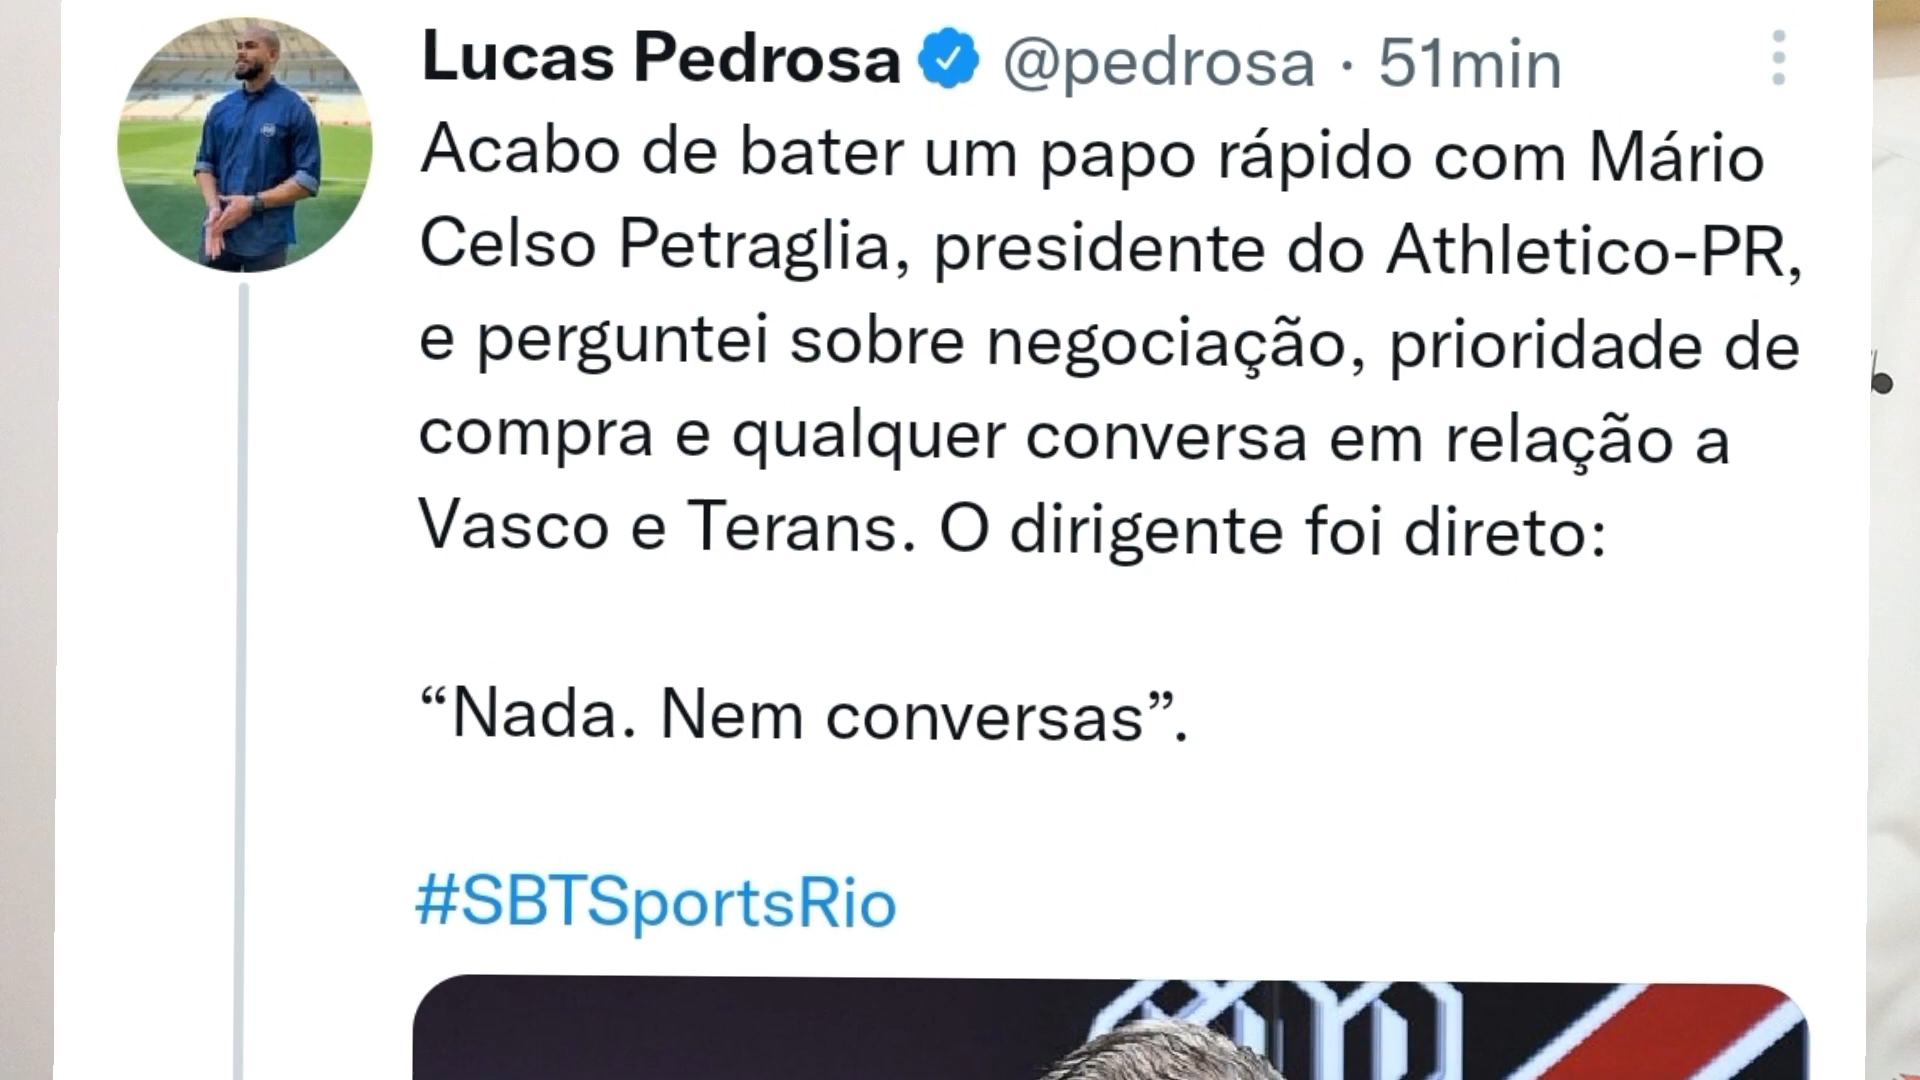 Lucas Pedrosa @pedrosa · 51min
Acabo de bater um papo rápido com Mário
Celso Petraglia, presidente do Athletico-PR,
e perguntei sobre negociação, prioridade de
compra e qualquer conversa em relação a
Vasco e Terans. O dirigente foi direto:
“Nada. Nem conversas”.
#SBTSportsRio